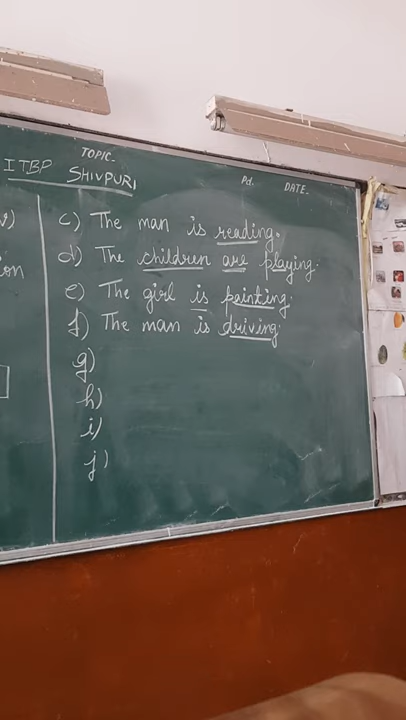 TOPIC-
ITBP SHIVPURI
Pd. DATE-
c) The man is reading.
d) The children are playing.
e) The girl is painting.
f) The man is driving.
g)
h)
i)
j)